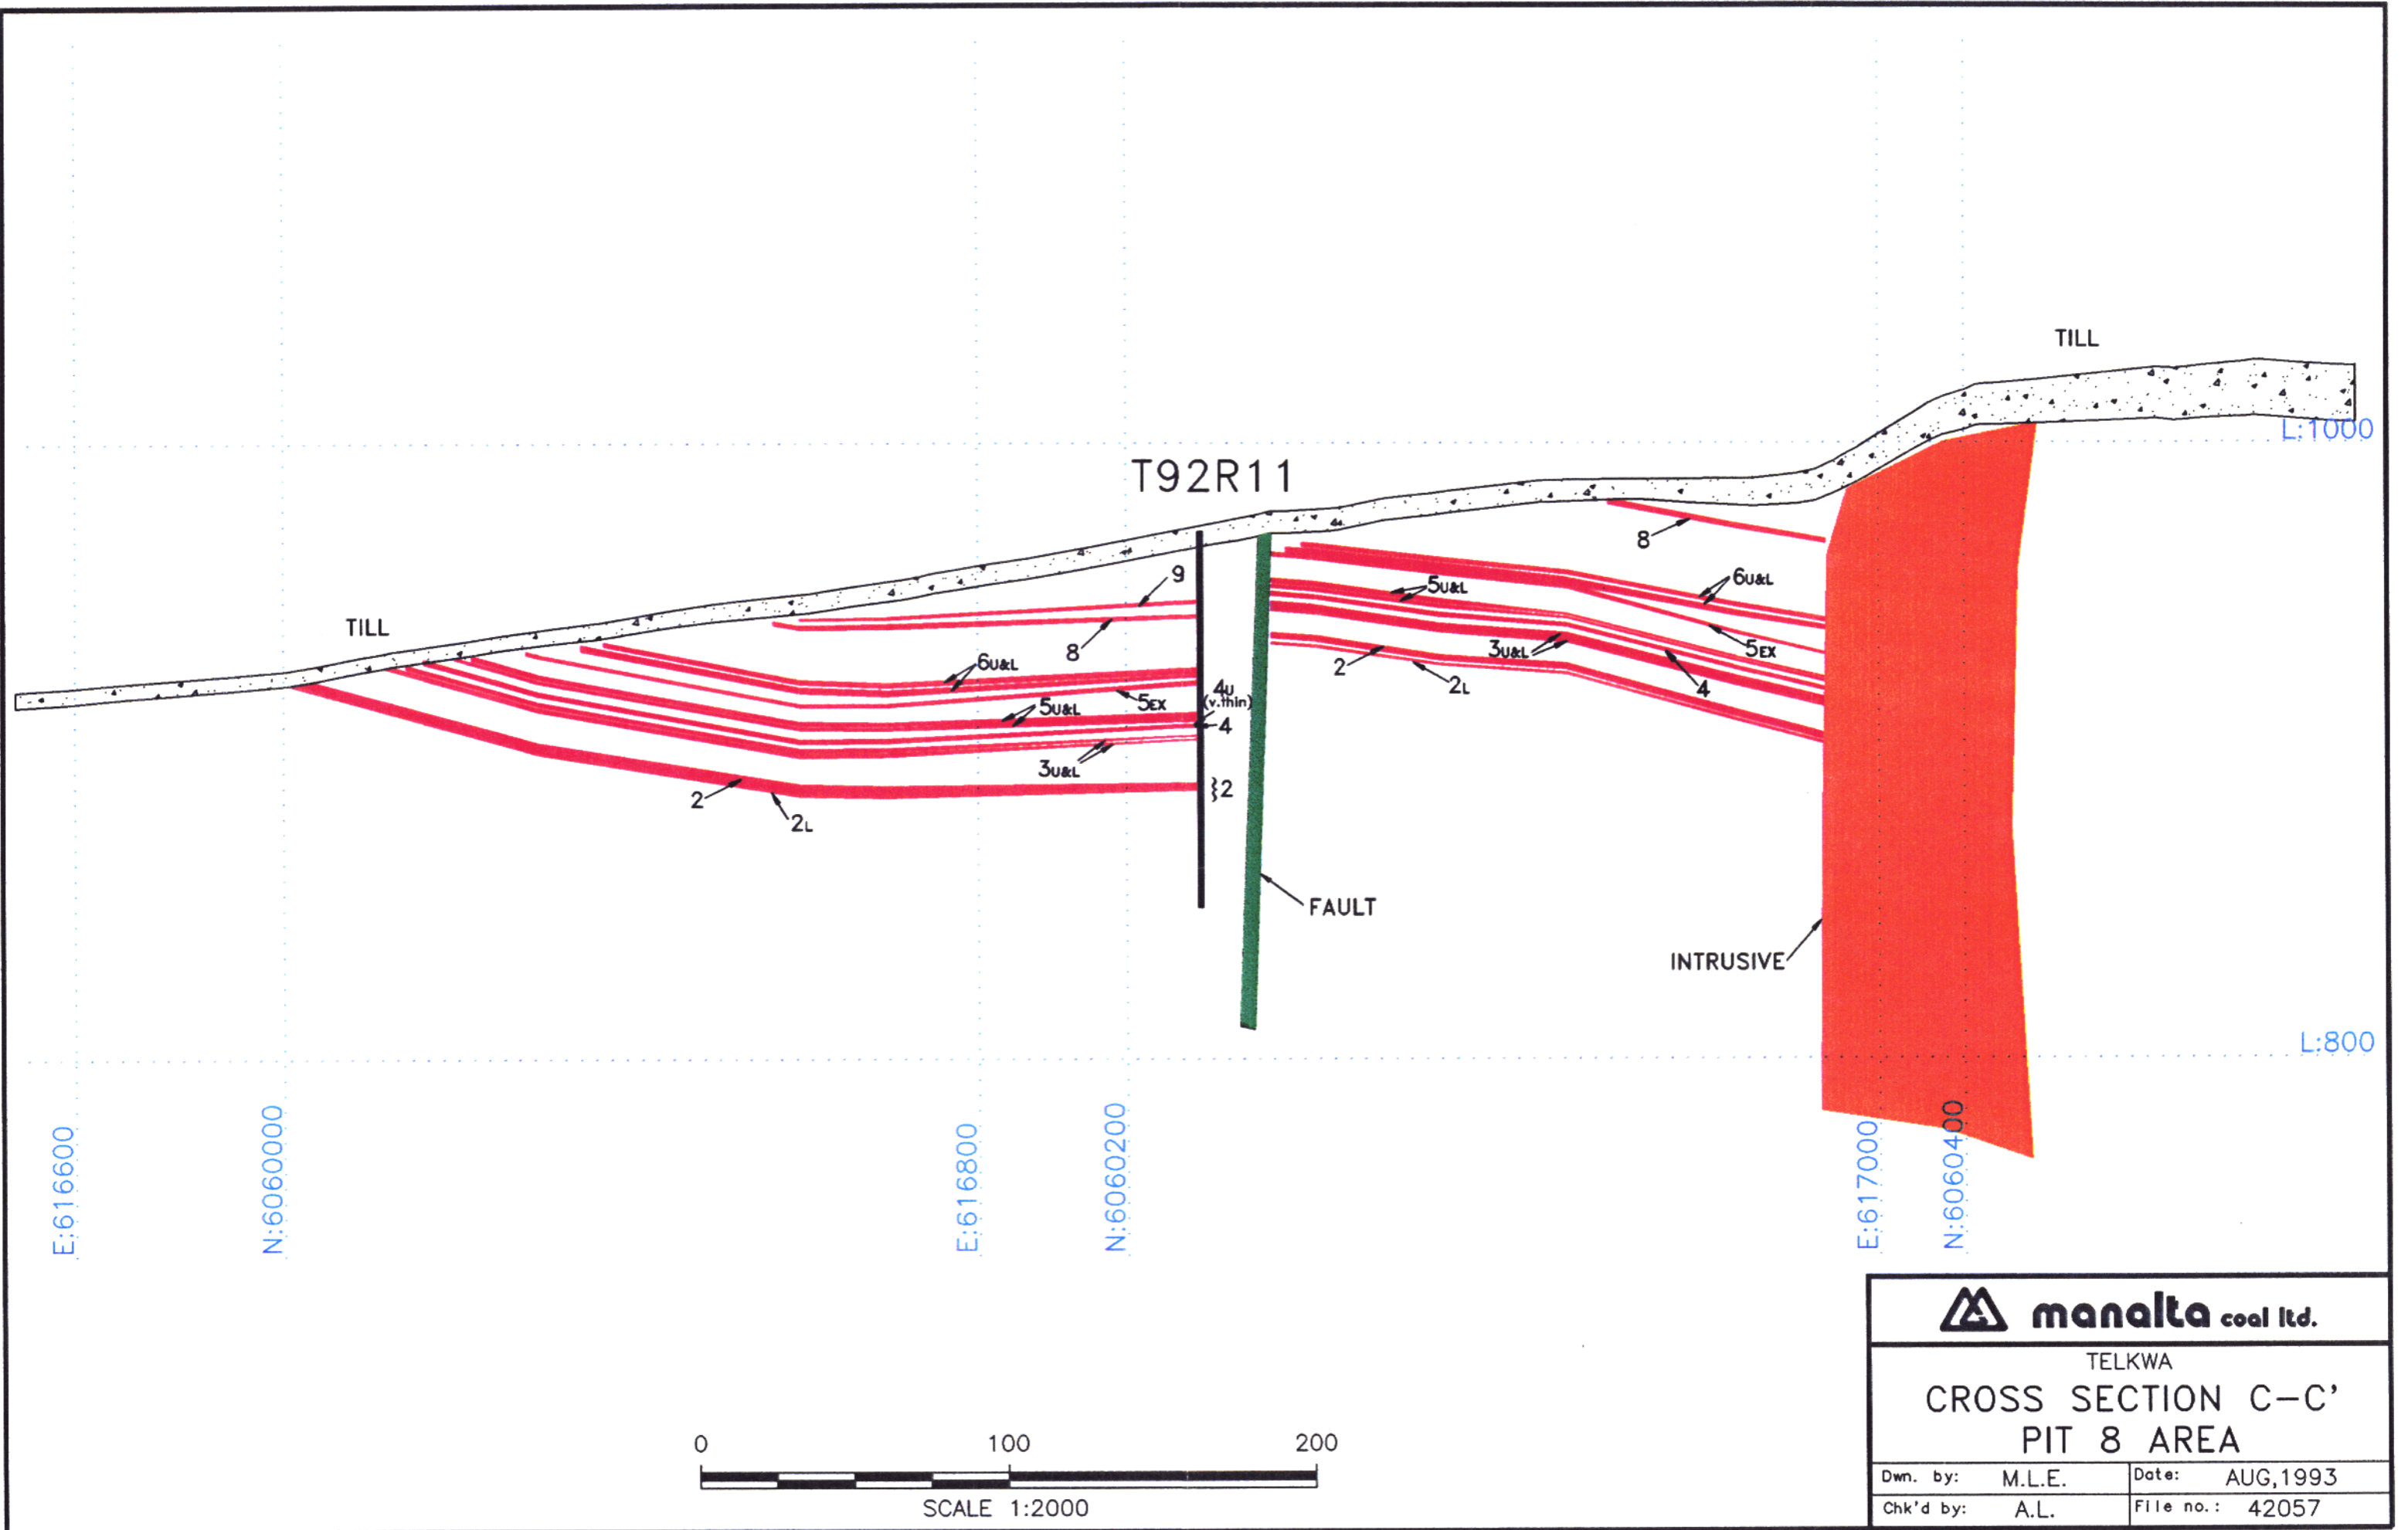 TILL
L:1000
T92R11
8
9
6U&L
5U&L
TILL
8
6U&L
3U&L
5EX
2
2L
4
4U
(v.thin)
5EX
5U&L
4
3U&L
2
2
2L
FAULT
INTRUSIVE
L:800
E:616600
N:6060000
E:616800
N:6060200
E:617000
N:6060400
0 100 200
SCALE 1:2000
manalta coal ltd.
TELKWA
CROSS SECTION C-C'
PIT 8 AREA
Dwn. by: M.L.E. Date: AUG,1993
Chk'd by: A.L. File no.: 42057